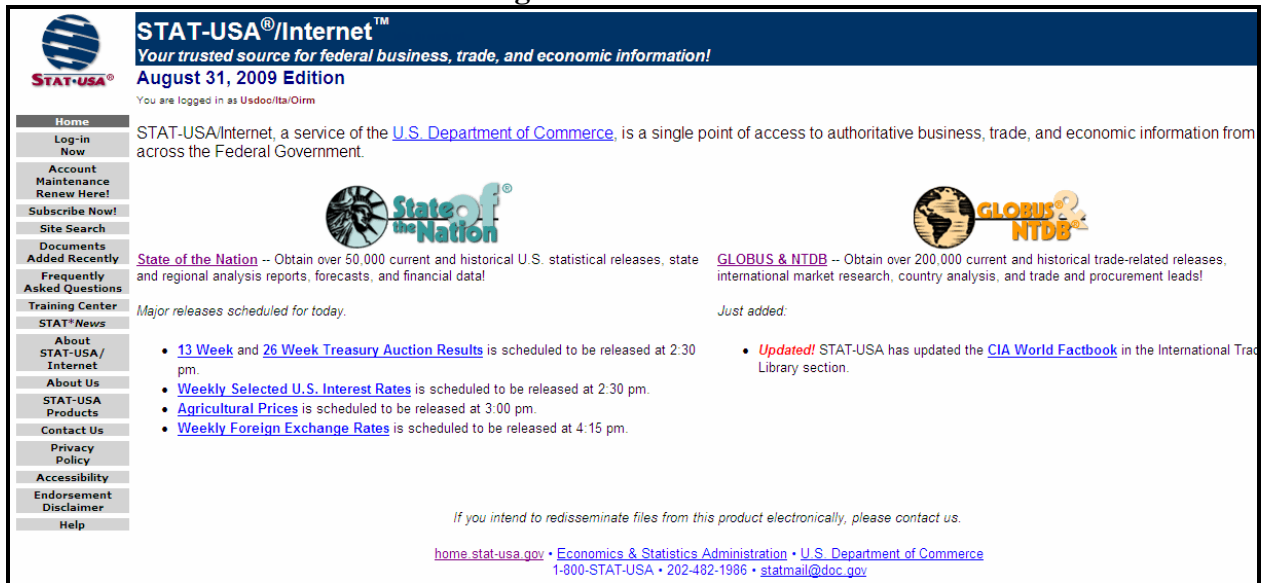 STAT-USA®/Internet™
Your trusted source for federal business, trade, and economic information!
STAT-USA®
August 31, 2009 Edition
You are logged in as Usdoc/Ita/Oirm
Home
Log-in
Now
Account
Maintenance
Renew Here!
Subscribe Now!
Site Search
Documents
Added Recently
Frequently
Asked Questions
Training Center
STAT*News
About
STAT-USA/
Internet
About Us
STAT-USA
Products
Contact Us
Privacy
Policy
Accessibility
Endorsement
Disclaimer
Help
STAT-USA/Internet, a service of the U.S. Department of Commerce, is a single point of access to authoritative business, trade, and economic information from
across the Federal Government.
State of
the Nation®
State of the Nation -- Obtain over 50,000 current and historical U.S. statistical releases, state
and regional analysis reports, forecasts, and financial data!
Major releases scheduled for today.
• 13 Week and 26 Week Treasury Auction Results is scheduled to be released at 2:30
pm.
• Weekly Selected U.S. Interest Rates is scheduled to be released at 2:30 pm.
• Agricultural Prices is scheduled to be released at 3:00 pm.
• Weekly Foreign Exchange Rates is scheduled to be released at 4:15 pm.
GLOBUS® &
NTDB®
GLOBUS & NTDB -- Obtain over 200,000 current and historical trade-related releases,
international market research, country analysis, and trade and procurement leads!
Just added:
• Updated! STAT-USA has updated the CIA World Factbook in the International Trad
Library section.
If you intend to redisseminate files from this product electronically, please contact us.
home.stat-usa.gov • Economics & Statistics Administration • U.S. Department of Commerce
1-800-STAT-USA • 202-482-1986 • statmail@doc.gov